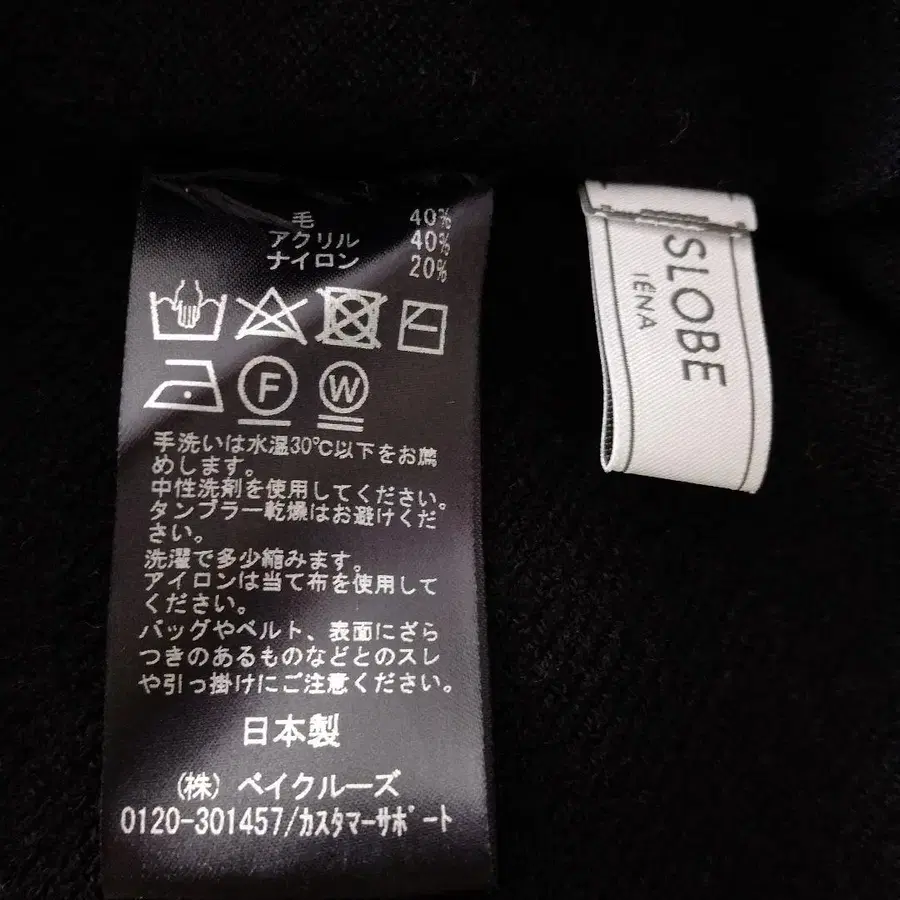 毛 40%
アクリル 40%
ナイロン 20%
F W
手洗いは水温30℃以下をお薦
めします。
中性洗剤を使用してください。
タンブラー乾燥はお避けくだ
さい。
洗濯で多少縮みます。
アイロンは当て布を使用して
ください。
バッグやベルト、表面にざら
つきのあるものなどとのスレ
や引っ掛けにご注意ください。
日本製
(株) ベイクルーズ
0120-301457/カスタマーサポート
SLOBE
IÉNA